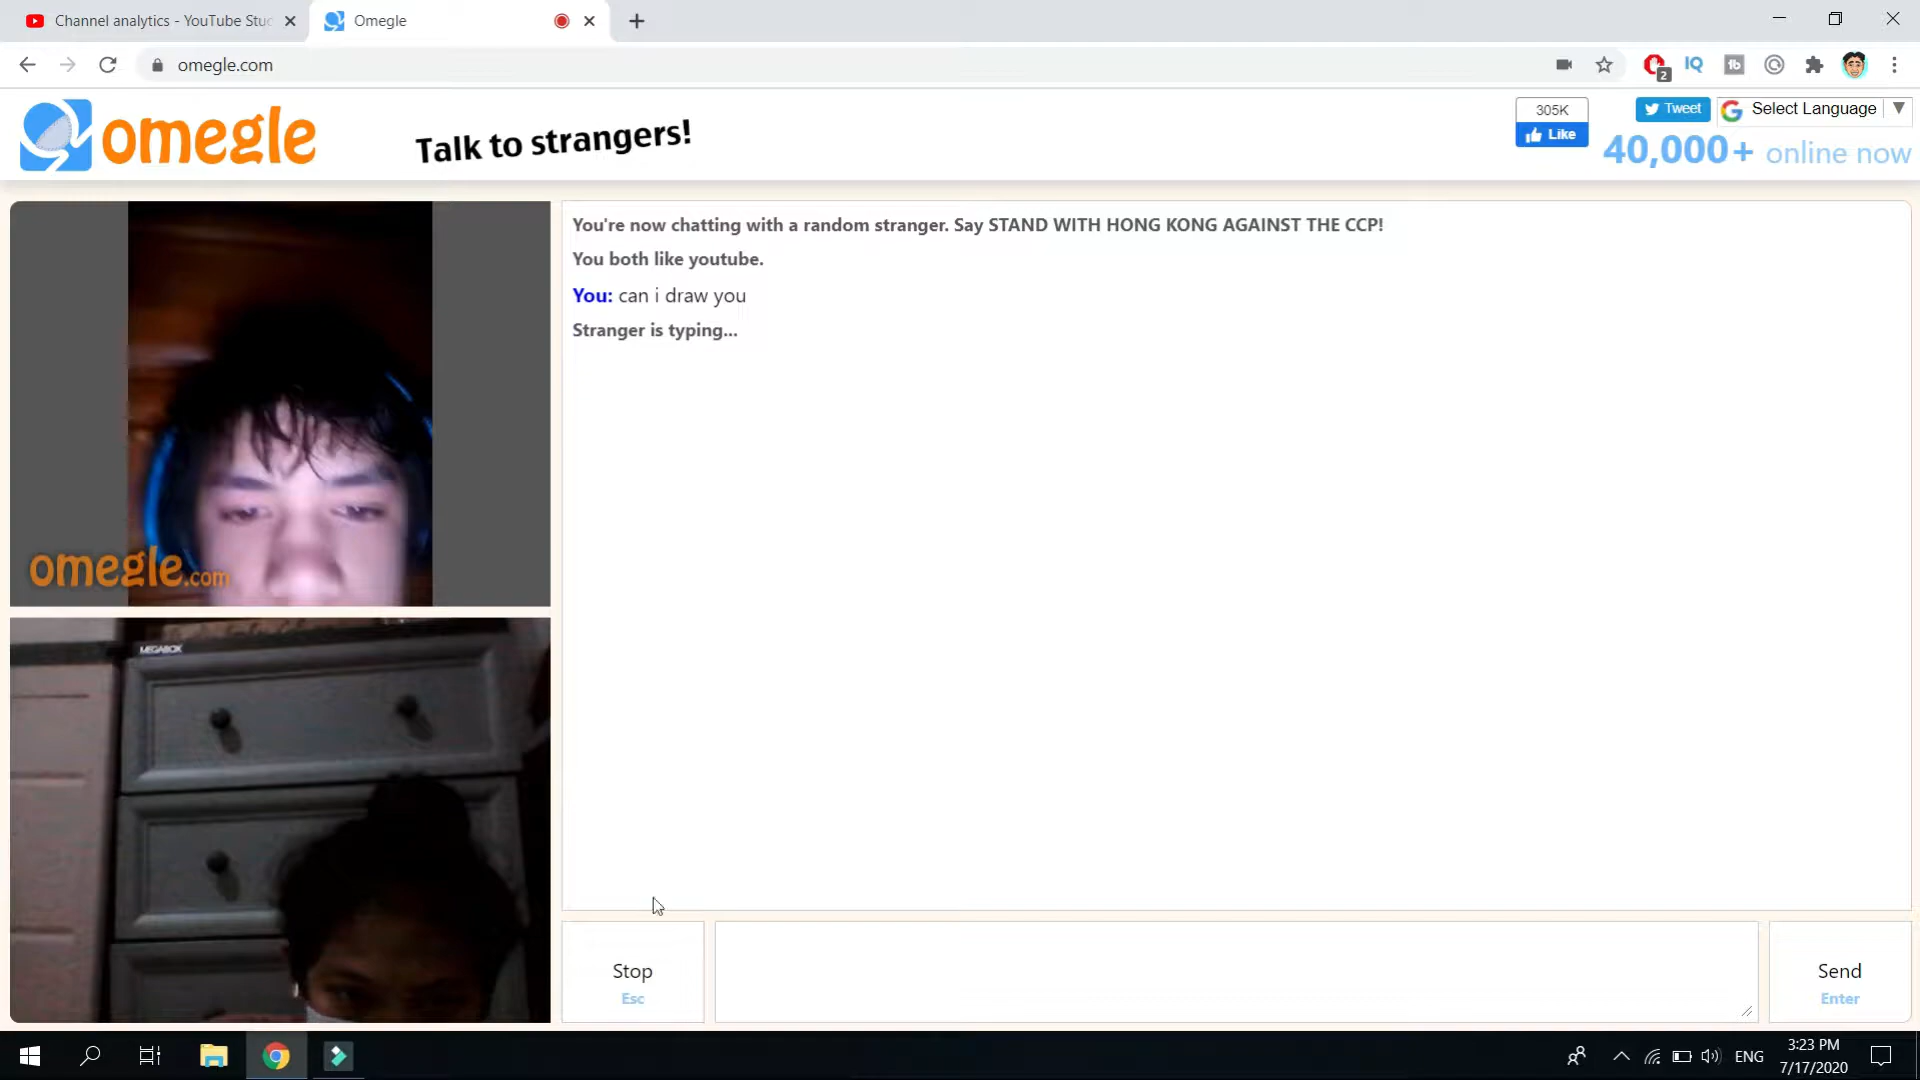 Channel analytics - YouTube Stu
Omegle
omegle.com
2
IQ
omegle
Talk to strangers!
305K
Like
Tweet
G Select Language ▼
40,000+ online now
You're now chatting with a random stranger. Say STAND WITH HONG KONG AGAINST THE CCP!
You both like youtube.
You: can i draw you
Stranger is typing...
omegle.com
MEGABOX
Stop
Esc
Send
Enter
ENG
3:23 PM
7/17/2020